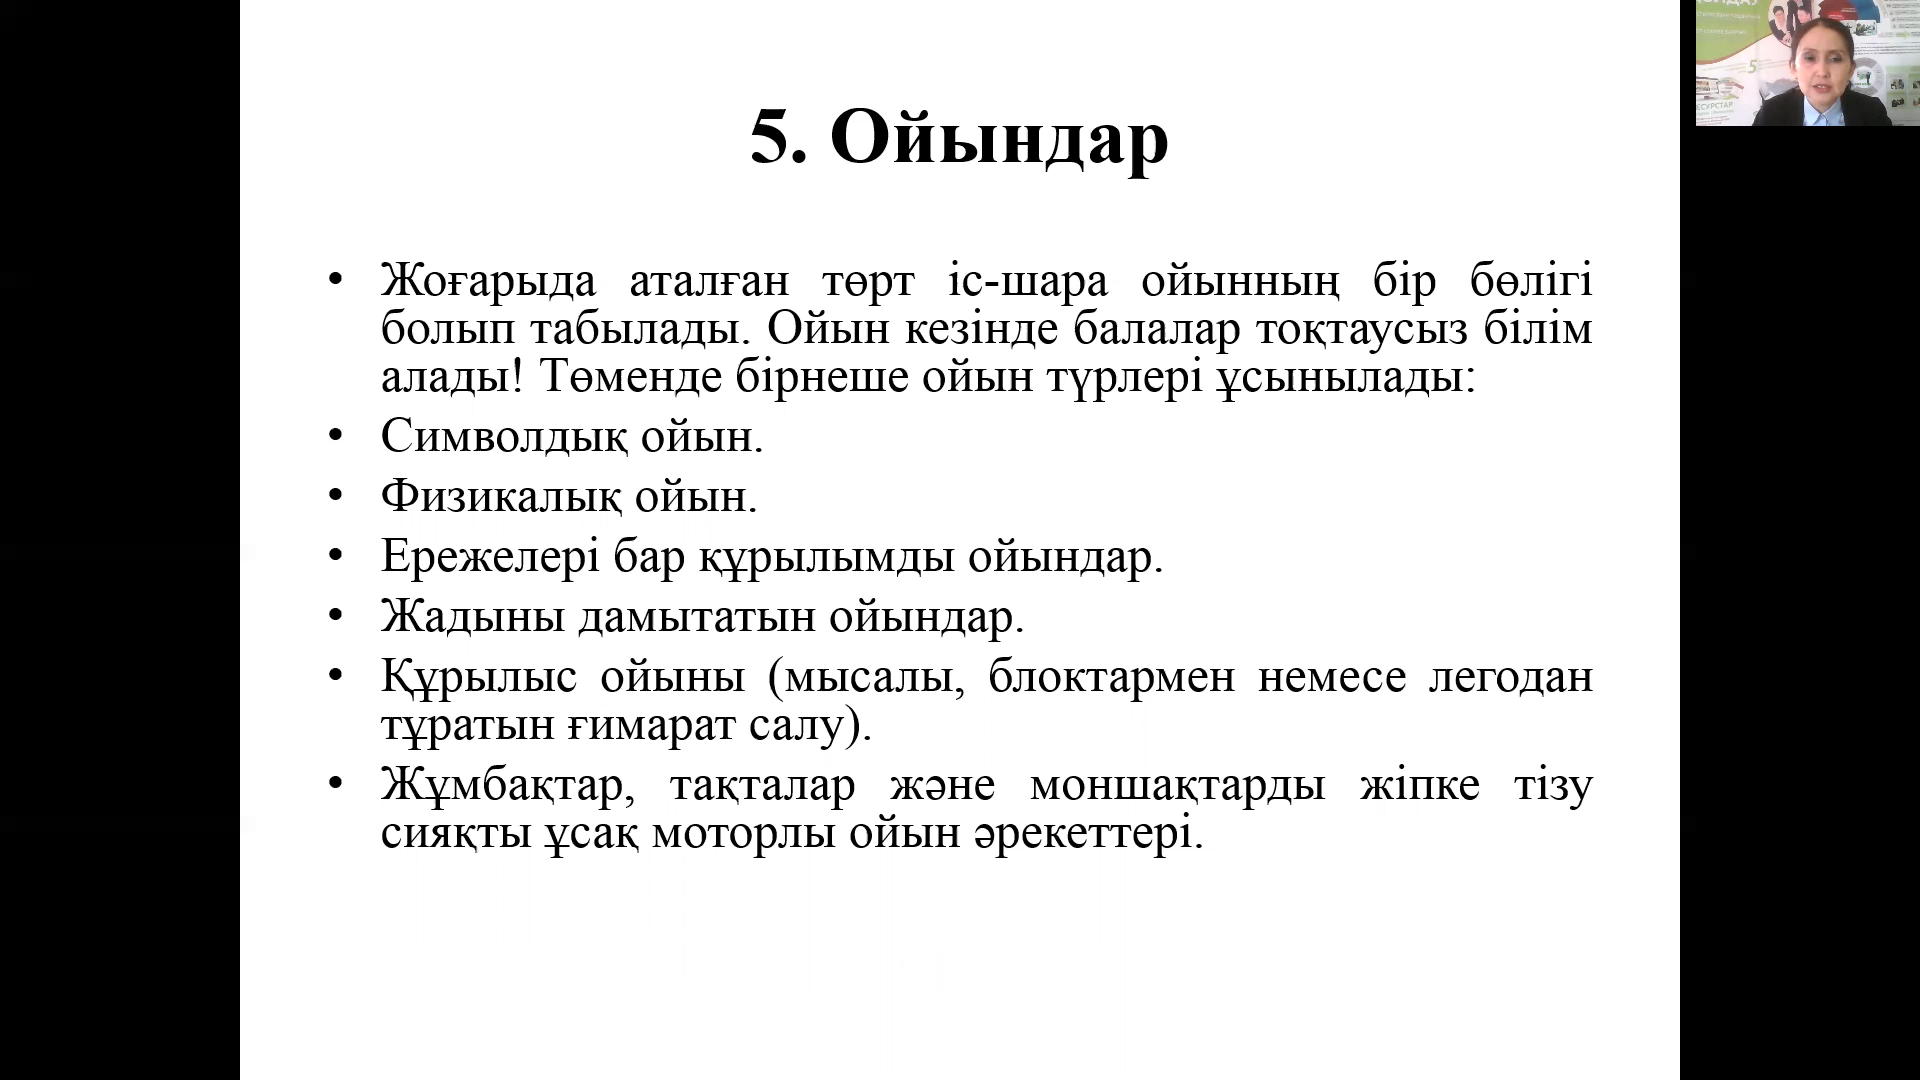 5. Ойындар
• Жоғарыда аталған төрт іс-шара ойынның бір бөлігі
болып табылады. Ойын кезінде балалар тоқтаусыз білім
алады! Төменде бірнеше ойын түрлері ұсынылады:
• Символдық ойын.
• Физикалық ойын.
• Ережелері бар құрылымды ойындар.
• Жадыны дамытатын ойындар.
• Құрылыс ойыны (мысалы, блоктармен немесе легодан
тұратын ғимарат салу).
• Жұмбақтар, тақталар және моншақтарды жіпке тізу
сияқты ұсақ моторлы ойын әрекеттері.
5